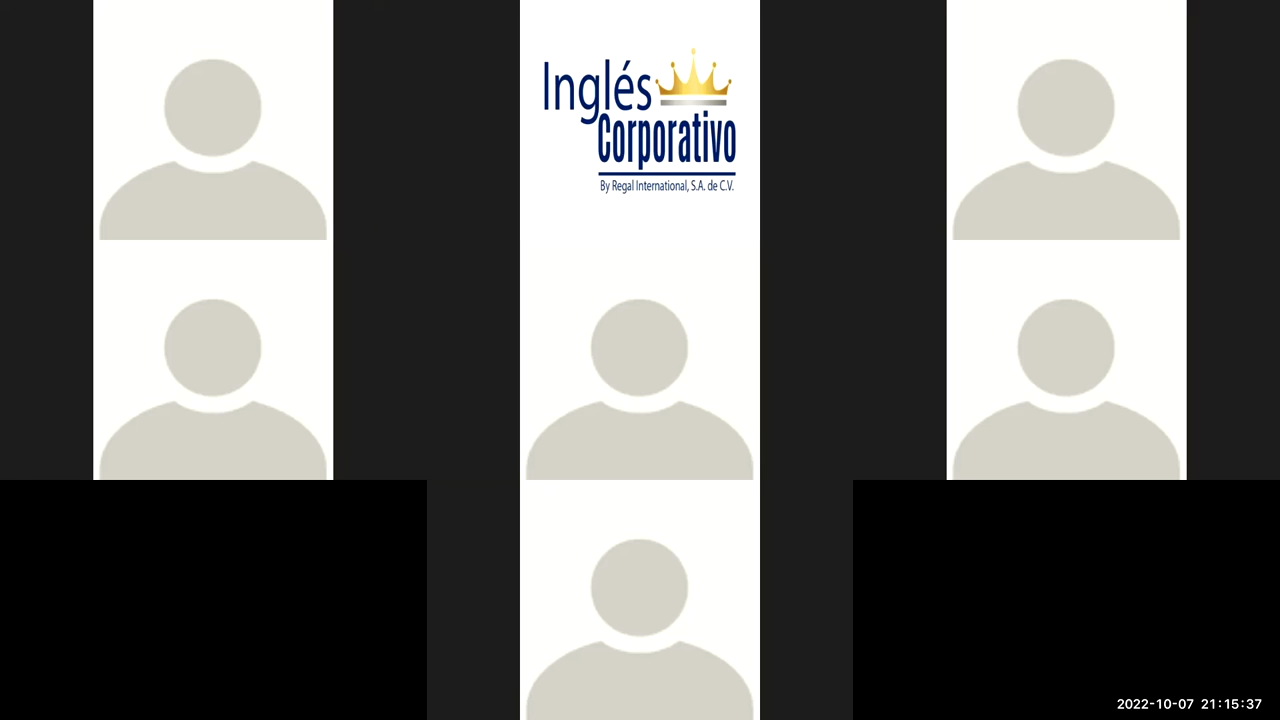 Inglés
Corporativo
By Regal International, S.A. de C.V.
2022-10-07 21:15:37